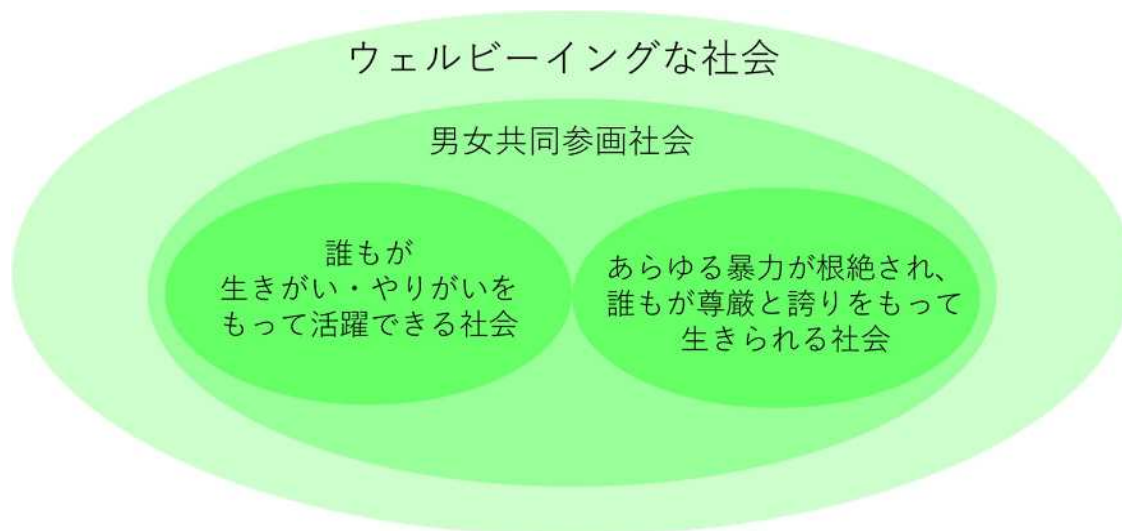 ウェルビーイングな社会
男女共同参画社会
誰もが
生きがい・やりがいを
もって活躍できる社会
あらゆる暴力が根絶され、
誰もが尊厳と誇りをもって
生きられる社会